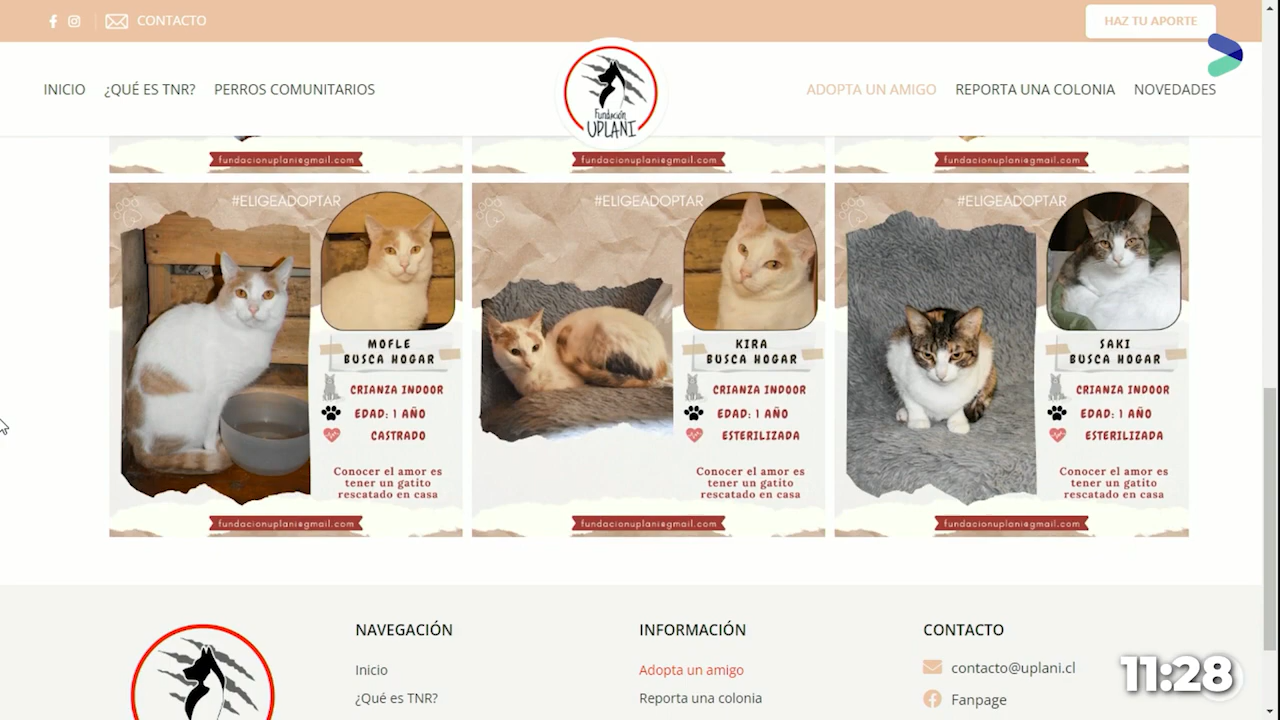 CONTACTO
HAZ TU APORTE
INICIO
¿QUÉ ES TNR?
PERROS COMUNITARIOS
Fundación
UPLANI
ADOPTA UN AMIGO
REPORTA UNA COLONIA
NOVEDADES
fundacionuplani@gmail.com
fundacionuplani@gmail.com
fundacionuplani@gmail.com
#ELIGEADOPTAR
MOFLE
BUSCA HOGAR
CRIANZA INDOOR
EDAD: 1 AÑO
CASTRADO
Conocer el amor es
tener un gatito
rescatado en casa
fundacionuplani@gmail.com
#ELIGEADOPTAR
KIRA
BUSCA HOGAR
CRIANZA INDOOR
EDAD: 1 AÑO
ESTERILIZADA
Conocer el amor es
tener un gatito
rescatado en casa
fundacionuplani@gmail.com
#ELIGEADOPTAR
SAKI
BUSCA HOGAR
CRIANZA INDOOR
EDAD: 1 AÑO
ESTERILIZADA
Conocer el amor es
tener un gatito
rescatado en casa
fundacionuplani@gmail.com
NAVEGACIÓN
Inicio
¿Qué es TNR?
INFORMACIÓN
Adopta un amigo
Reporta una colonia
CONTACTO
contacto@uplani.cl
Fanpage
11:28